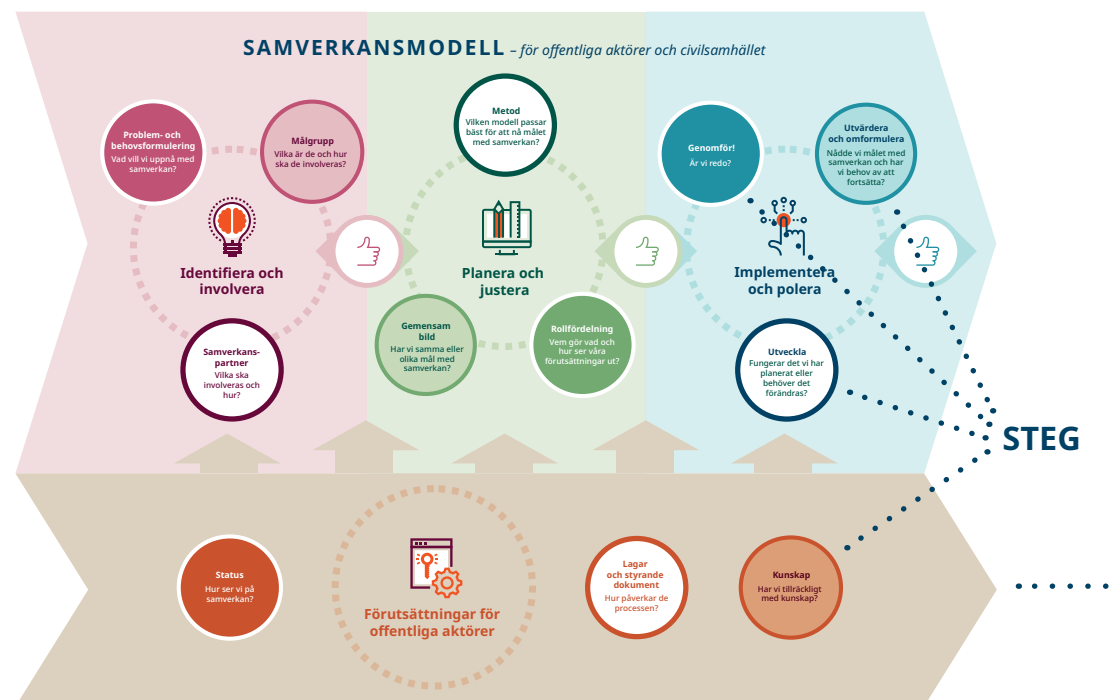 SAMVERKANSMODELL – för offentliga aktörer och civilsamhället
Problem- och
behovsformulering
Vad vill vi uppnå med
samverkan?
Målgrupp
Vilka är de och hur
ska de involveras?
Identifiera och
involvera
Samverkans-
partner
Vilka ska
involveras och
hur?
Metod
Vilken modell passar
bäst för att nå målet
med samverkan?
Planera och
justera
Gemensam
bild
Har vi samma eller
olika mål med
samverkan?
Rollfördelning
Vem gör vad och
hur ser våra
förutsättningar ut?
Genomför!
Är vi redo?
Utvärdera
och omformulera
Nådde vi målet med
samverkan och har
vi behov av att
fortsätta?
Implementera
och polera
Utveckla
Fungerar det vi har
planerat eller
behöver det
förändras?
STEG
Status
Hur ser vi på
samverkan?
Förutsättningar för
offentliga aktörer
Lagar
och styrande
dokument
Hur påverkar de
processen?
Kunskap
Har vi tillräckligt
med kunskap?